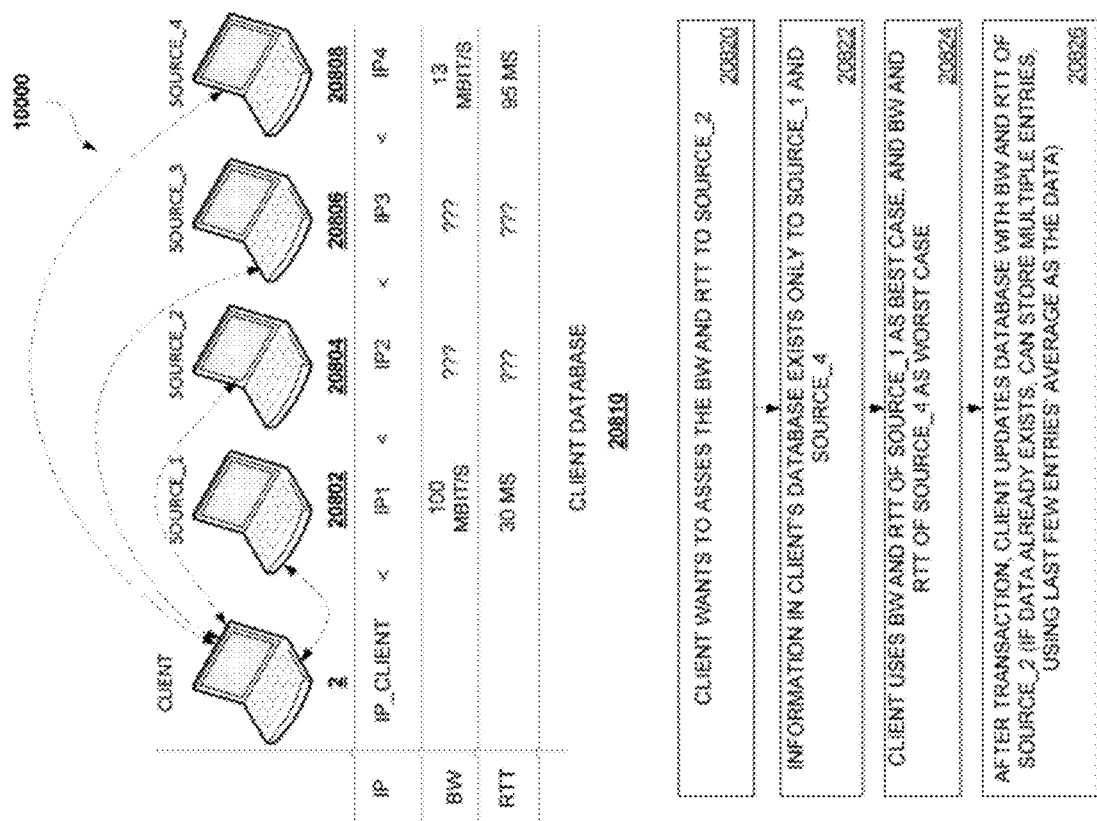 10000
CLIENT SOURCE_1 SOURCE_2 SOURCE_3 SOURCE_4
2 20802 20804 20806 20808
IP IP_CLIENT < IP1 < IP2 < IP3 < IP4
BW 100 MBIT/S ??? ??? 13 MBIT/S
RTT 30 MS ??? ??? 95 MS
CLIENT DATABASE
20810
CLIENT WANTS TO ASSES THE BW AND RTT TO SOURCE_2
20820
INFORMATION IN CLIENT'S DATABASE EXISTS ONLY TO SOURCE_1 AND
SOURCE_4
20822
CLIENT USES BW AND RTT OF SOURCE_1 AS BEST CASE, AND BW AND
RTT OF SOURCE_4 AS WORST CASE
20824
AFTER TRANSACTION, CLIENT UPDATES DATABASE WITH BW AND RTT OF
SOURCE_2 (IF DATA ALREADY EXISTS, CAN STORE MULTIPLE ENTRIES,
USING LAST FEW ENTRIES' AVERAGE AS THE DATA)
20826